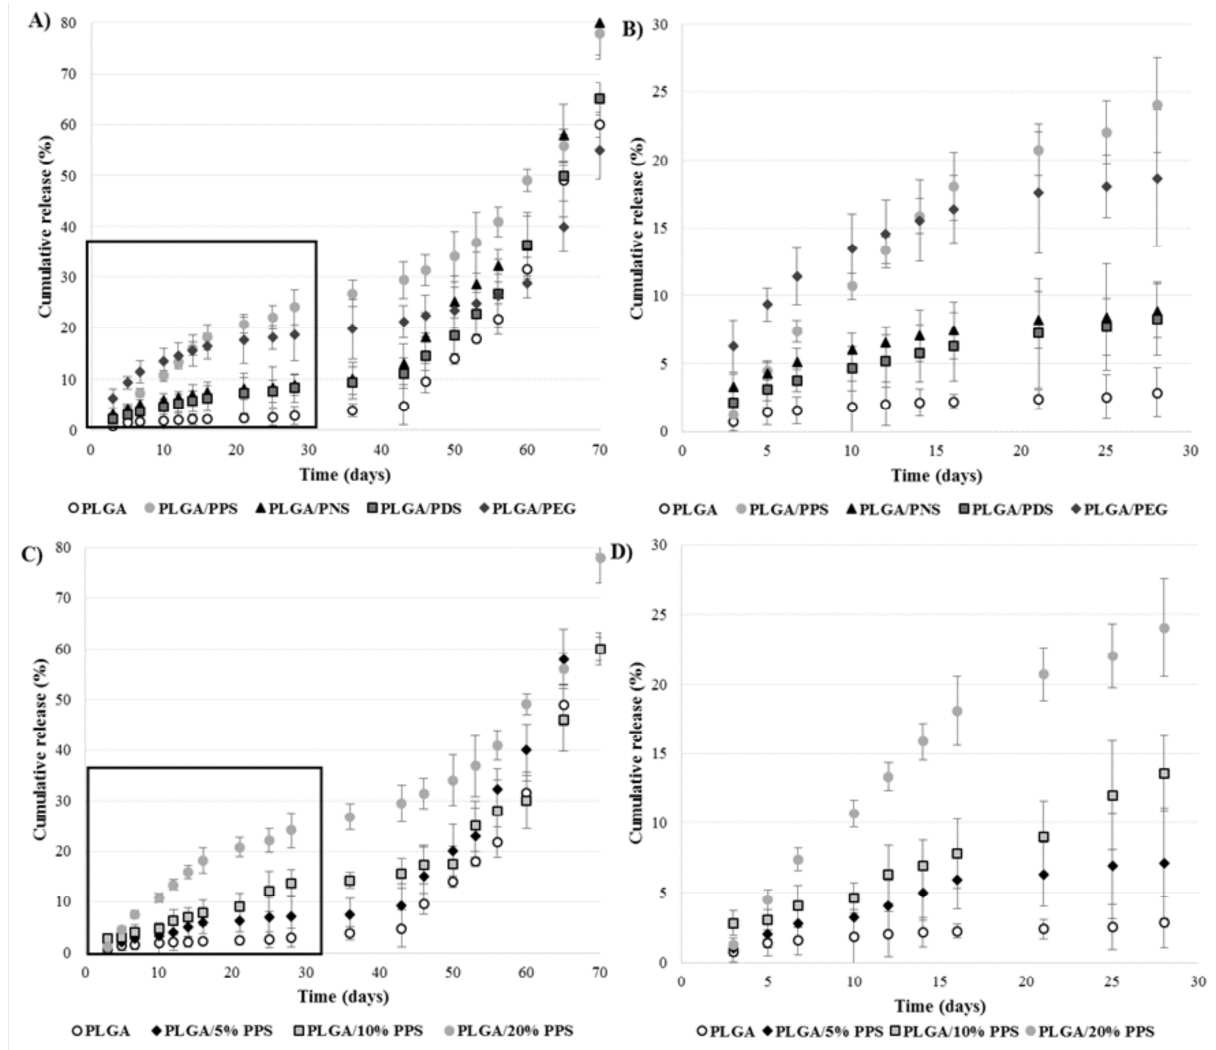 A)
Cumulative release (%)
80
70
60
50
40
30
20
10
0
0 10 20 30 40 50 60 70
Time (days)
PLGA PLGA/PPS PLGA/PNS PLGA/PDS PLGA/PEG
B)
Cumulative release (%)
30
25
20
15
10
5
0
0 5 10 15 20 25 30
Time (days)
PLGA PLGA/PPS PLGA/PNS PLGA/PDS PLGA/PEG
C)
Cumulative release (%)
80
70
60
50
40
30
20
10
0
0 10 20 30 40 50 60 70
Time (days)
PLGA PLGA/5% PPS PLGA/10% PPS PLGA/20% PPS
D)
Cumulative release (%)
30
25
20
15
10
5
0
0 5 10 15 20 25 30
Time (days)
PLGA PLGA/5% PPS PLGA/10% PPS PLGA/20% PPS